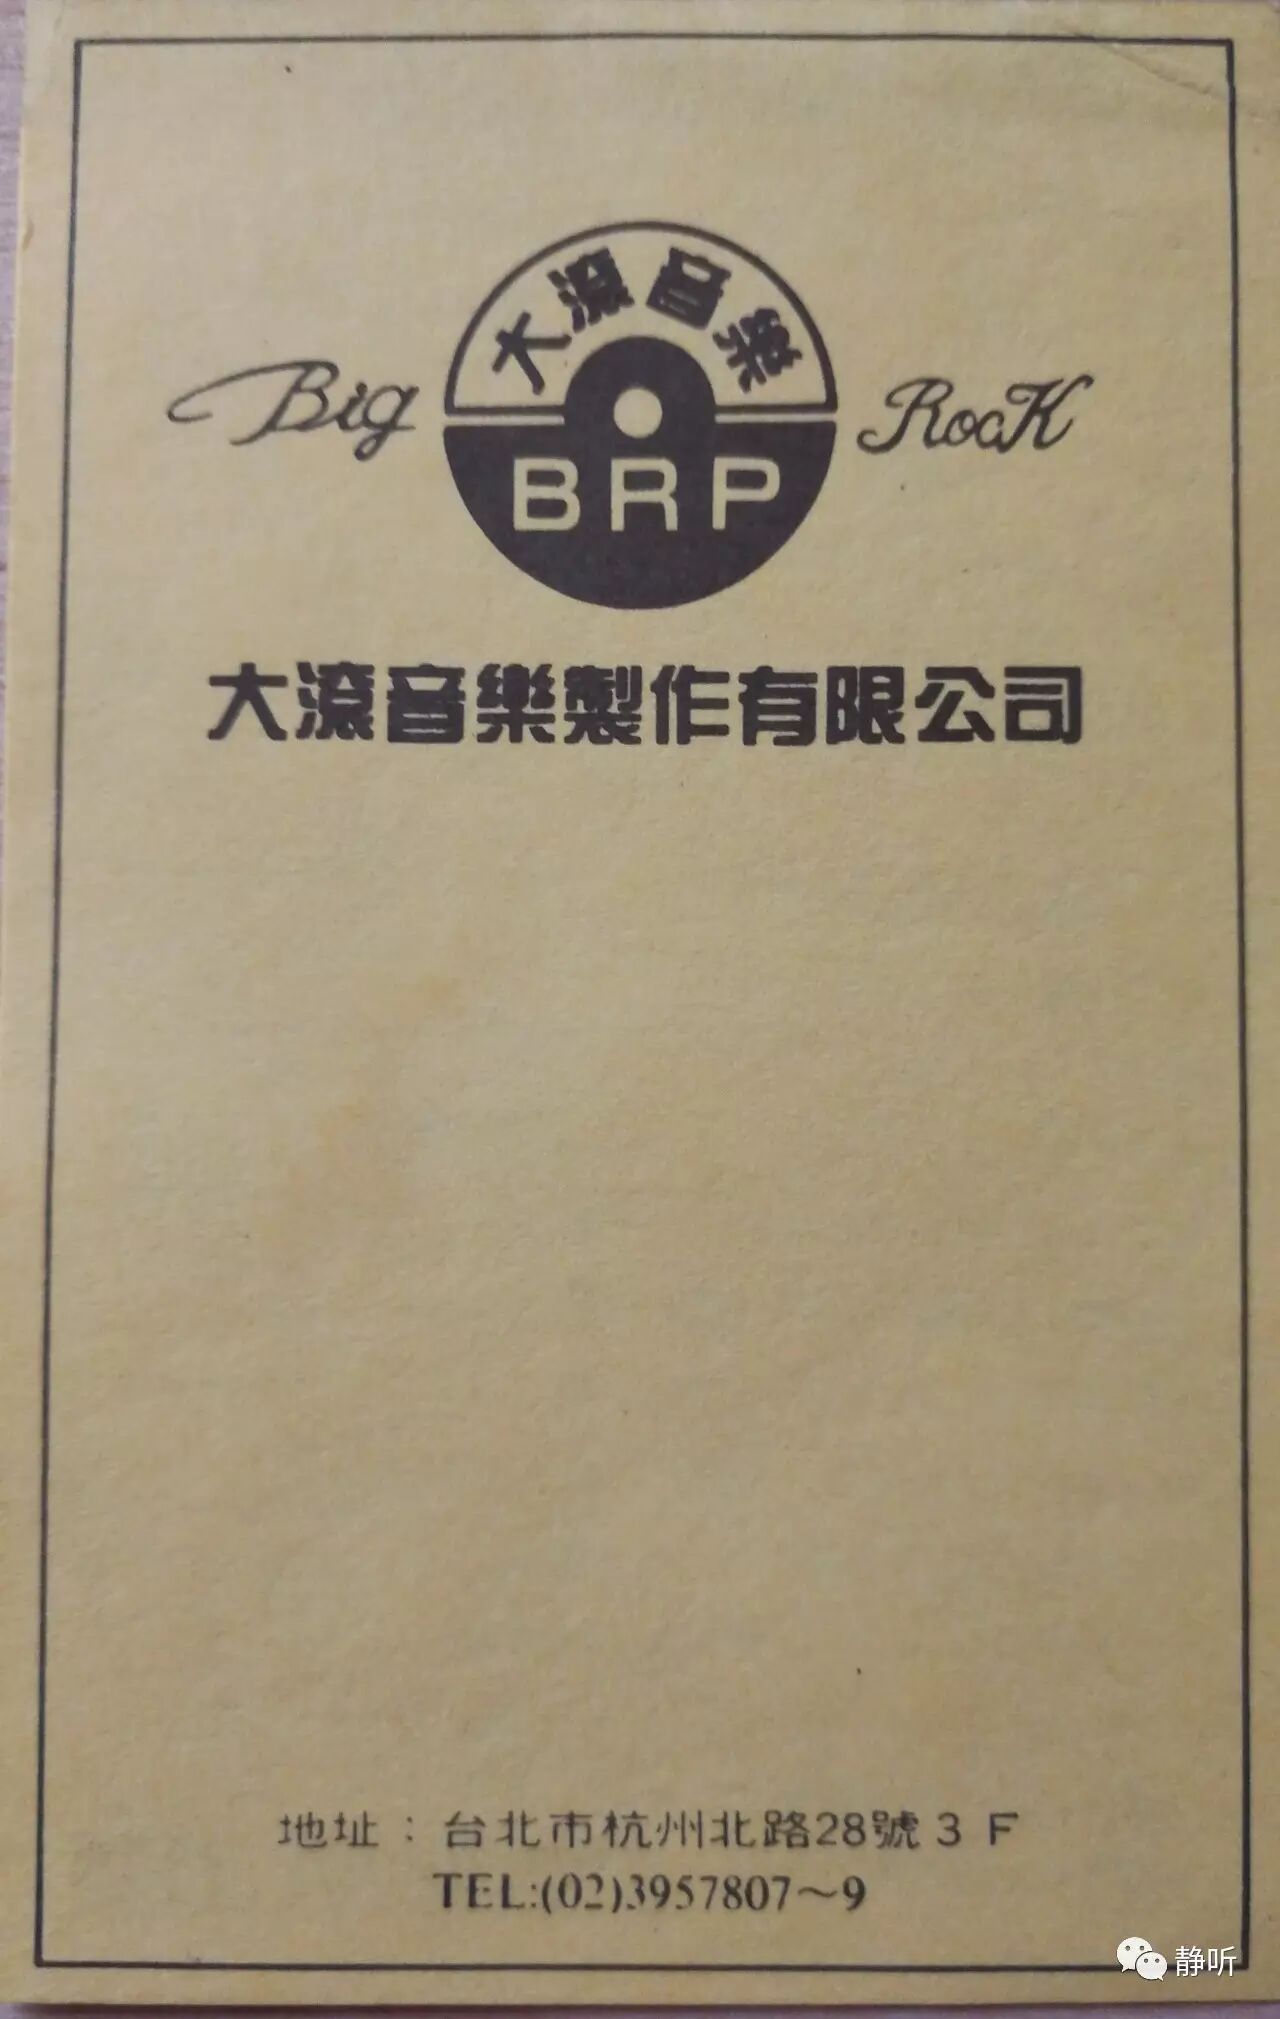 大滾音樂
Big
RocK
BRP
大滾音樂製作有限公司
地址：台北市杭州北路28號3F
TEL:(02)3957807～9
静听